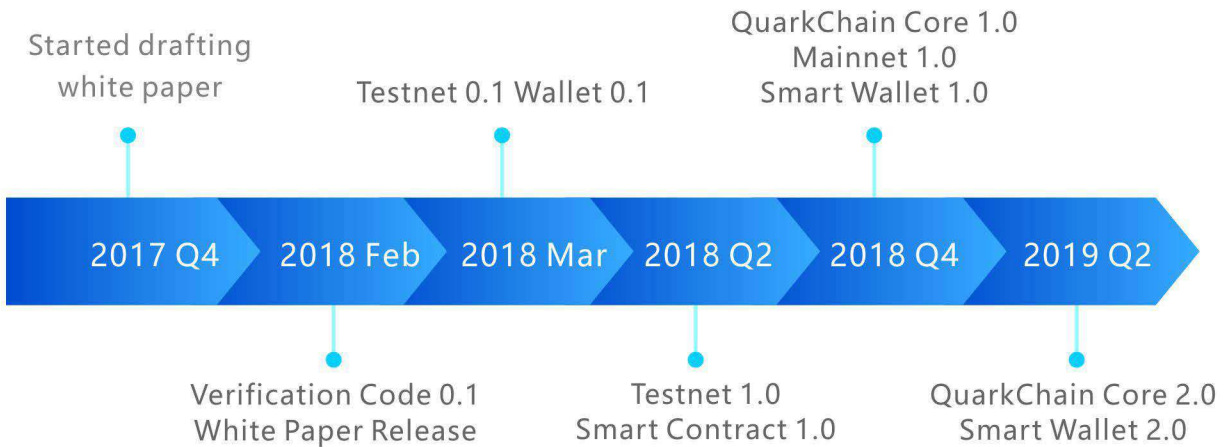 Started drafting
white paper
Testnet 0.1 Wallet 0.1
QuarkChain Core 1.0
Mainnet 1.0
Smart Wallet 1.0
2017 Q4
2018 Feb
2018 Mar
2018 Q2
2018 Q4
2019 Q2
Verification Code 0.1
White Paper Release
Testnet 1.0
Smart Contract 1.0
QuarkChain Core 2.0
Smart Wallet 2.0